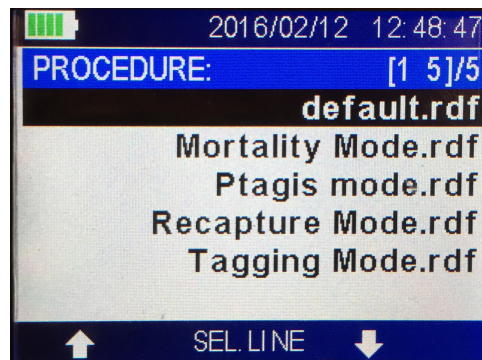 2016/02/12 12:48:47
PROCEDURE: [1 5]/5
default.rdf
Mortality Mode.rdf
Ptagis mode.rdf
Recapture Mode.rdf
Tagging Mode.rdf
SEL. LINE